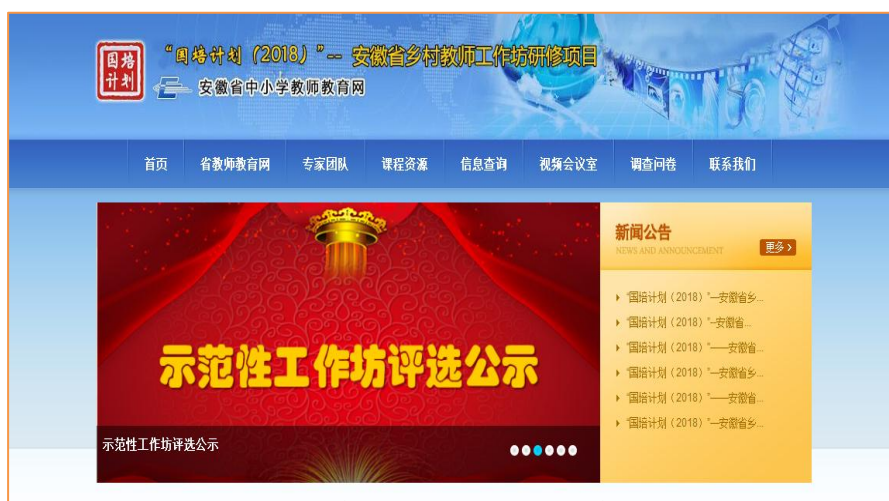 国培
计划
“国培计划（2018）”-- 安徽省乡村教师工作坊研修项目
安徽省中小学教师教育网
首页 省教师教育网 专家团队 课程资源 信息查询 视频会议室 调查问卷 联系我们
示范性工作坊评选公示
示范性工作坊评选公示
新闻公告
NEWS AND ANNOUNCEMENT
更多 >
“国培计划（2018）”—安徽省乡...
“国培计划（2018）”--安徽省...
“国培计划（2018）”——安徽省...
“国培计划（2018）”—安徽省乡...
“国培计划（2018）”——安徽省...
“国培计划（2018）”—安徽省乡...